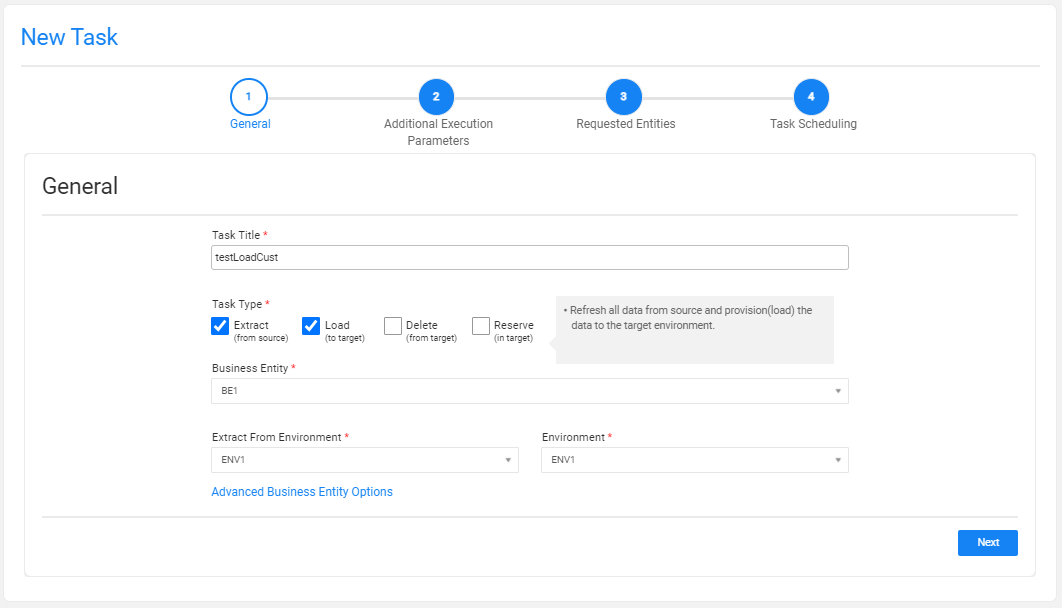 New Task
1
2
3
4
General
Additional Execution
Parameters
Requested Entities
Task Scheduling
General
Task Title *
testLoadCust
Task Type *
Extract
(from source)
Load
(to target)
Delete
(from target)
Reserve
(in target)
• Refresh all data from source and provision(load) the
data to the target environment.
Business Entity *
BE1
Extract From Environment *
ENV1
Environment *
ENV1
Advanced Business Entity Options
Next